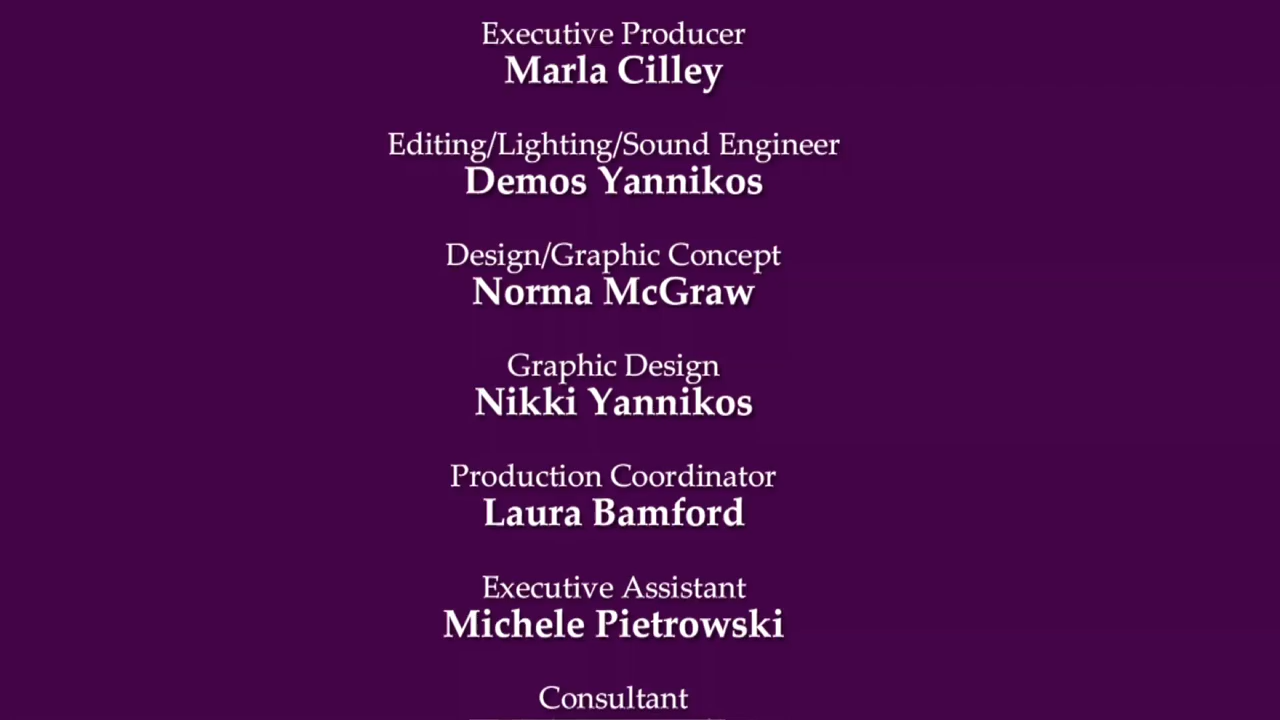 Executive Producer
Marla Cilley
Editing/Lighting/Sound Engineer
Demos Yannikos
Design/Graphic Concept
Norma McGraw
Graphic Design
Nikki Yannikos
Production Coordinator
Laura Bamford
Executive Assistant
Michele Pietrowski
Consultant